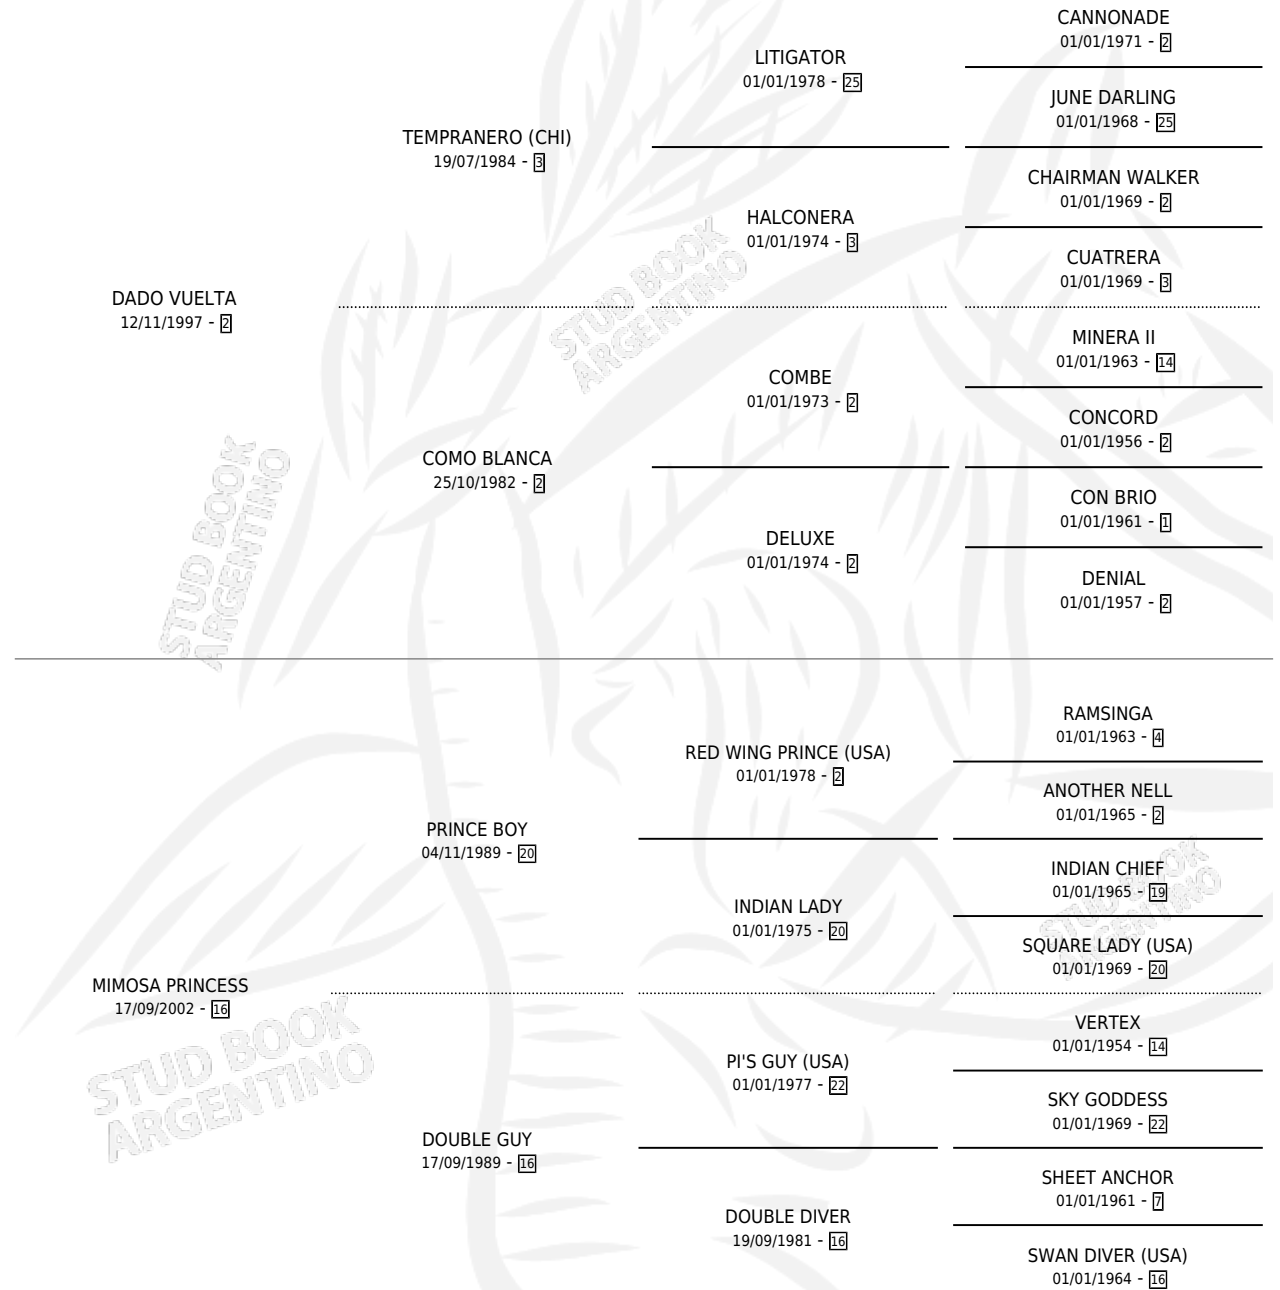 CANNONADE
01/01/1971 - 2
LITIGATOR
01/01/1978 - 25
JUNE DARLING
01/01/1968 - 25
TEMPRANERO (CHI)
19/07/1984 - 3
CHAIRMAN WALKER
01/01/1969 - 2
HALCONERA
01/01/1974 - 3
CUATRERA
01/01/1969 - 3
DADO VUELTA
12/11/1997 - 2
STUD BOOK
ARGENTINO
MINERA II
01/01/1963 - 14
COMBE
01/01/1973 - 2
CONCORD
01/01/1956 - 2
COMO BLANCA
25/10/1982 - 2
CON BRIO
01/01/1961 - 1
DELUXE
01/01/1974 - 2
DENIAL
01/01/1957 - 2
STUD BOOK
ARGENTINO
RAMSINGA
01/01/1963 - 4
RED WING PRINCE (USA)
01/01/1978 - 2
ANOTHER NELL
01/01/1965 - 2
PRINCE BOY
04/11/1989 - 20
INDIAN CHIEF
01/01/1965 - 19
INDIAN LADY
01/01/1975 - 20
SQUARE LADY (USA)
01/01/1969 - 20
STUD BOOK
ARGENTINO
MIMOSA PRINCESS
17/09/2002 - 16
VERTEX
01/01/1954 - 14
PI'S GUY (USA)
01/01/1977 - 22
SKY GODDESS
01/01/1969 - 22
STUD BOOK
ARGENTINO
DOUBLE GUY
17/09/1989 - 16
SHEET ANCHOR
01/01/1961 - 7
DOUBLE DIVER
19/09/1981 - 16
SWAN DIVER (USA)
01/01/1964 - 16